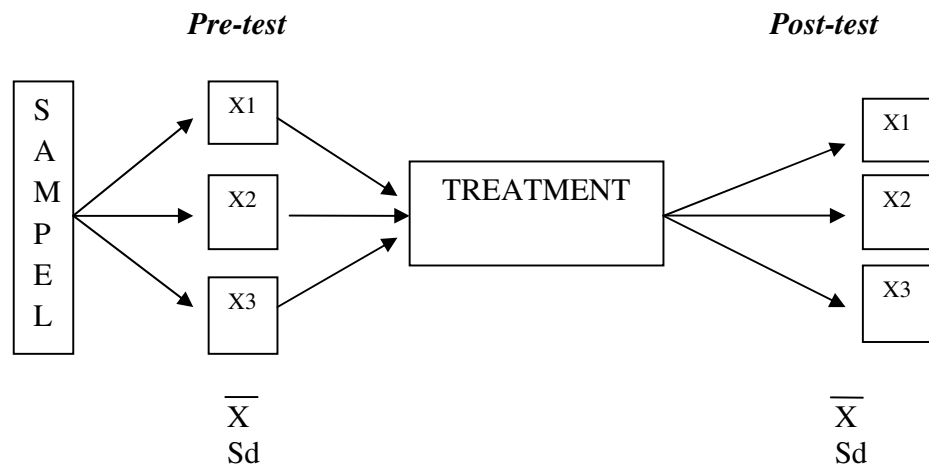 Pre-test
Post-test
S
A
M
P
E
L
X1
X2
X3
TREATMENT
X1
X2
X3
X̅
Sd
X̅
Sd